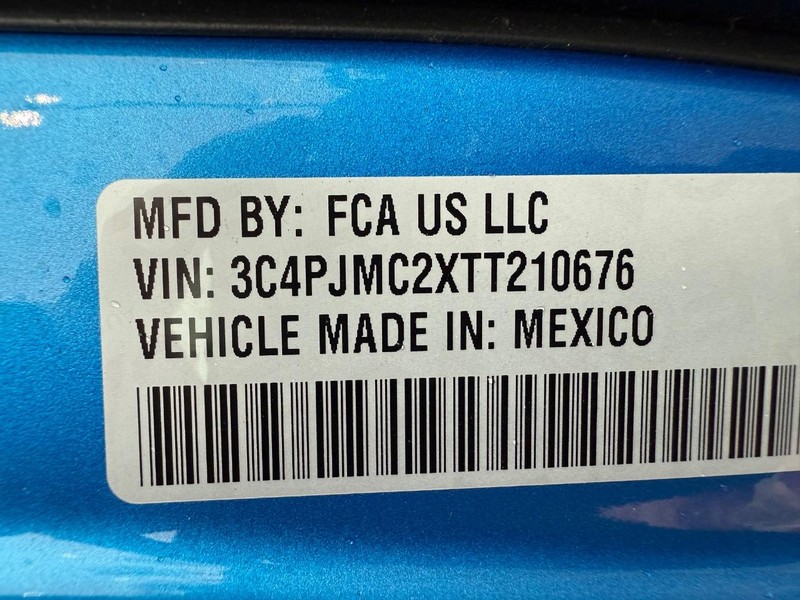 MFD BY: FCA US LLC
VIN: 3C4PJMC2XTT210676
VEHICLE MADE IN: MEXICO